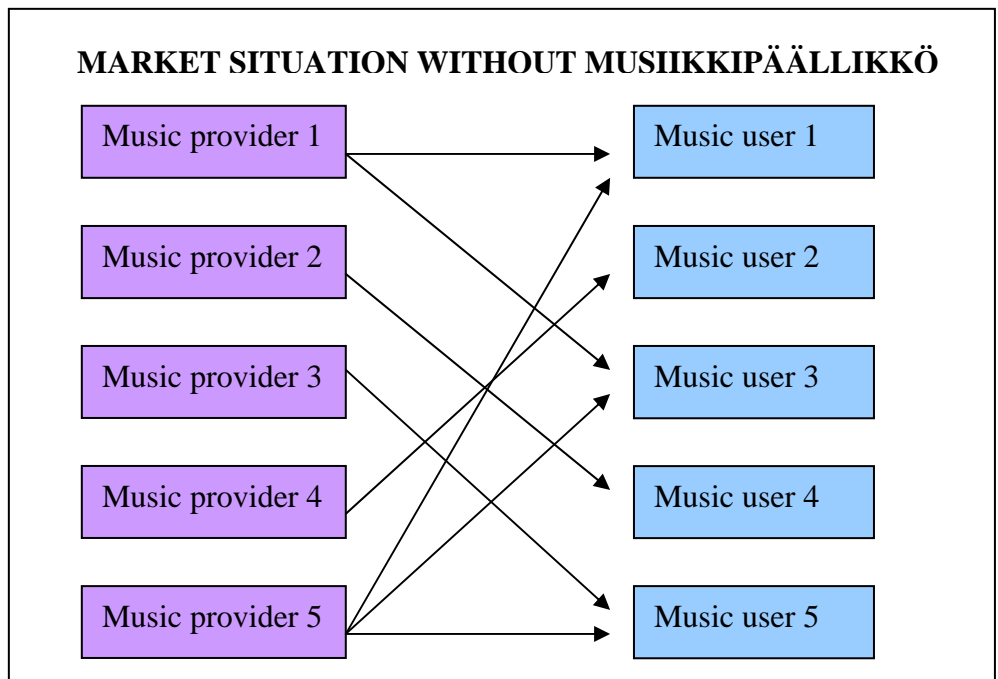 MARKET SITUATION WITHOUT MUSIIKKIPÄÄLLIKKÖ
Music provider 1
Music user 1
Music provider 2
Music user 2
Music provider 3
Music user 3
Music provider 4
Music user 4
Music provider 5
Music user 5